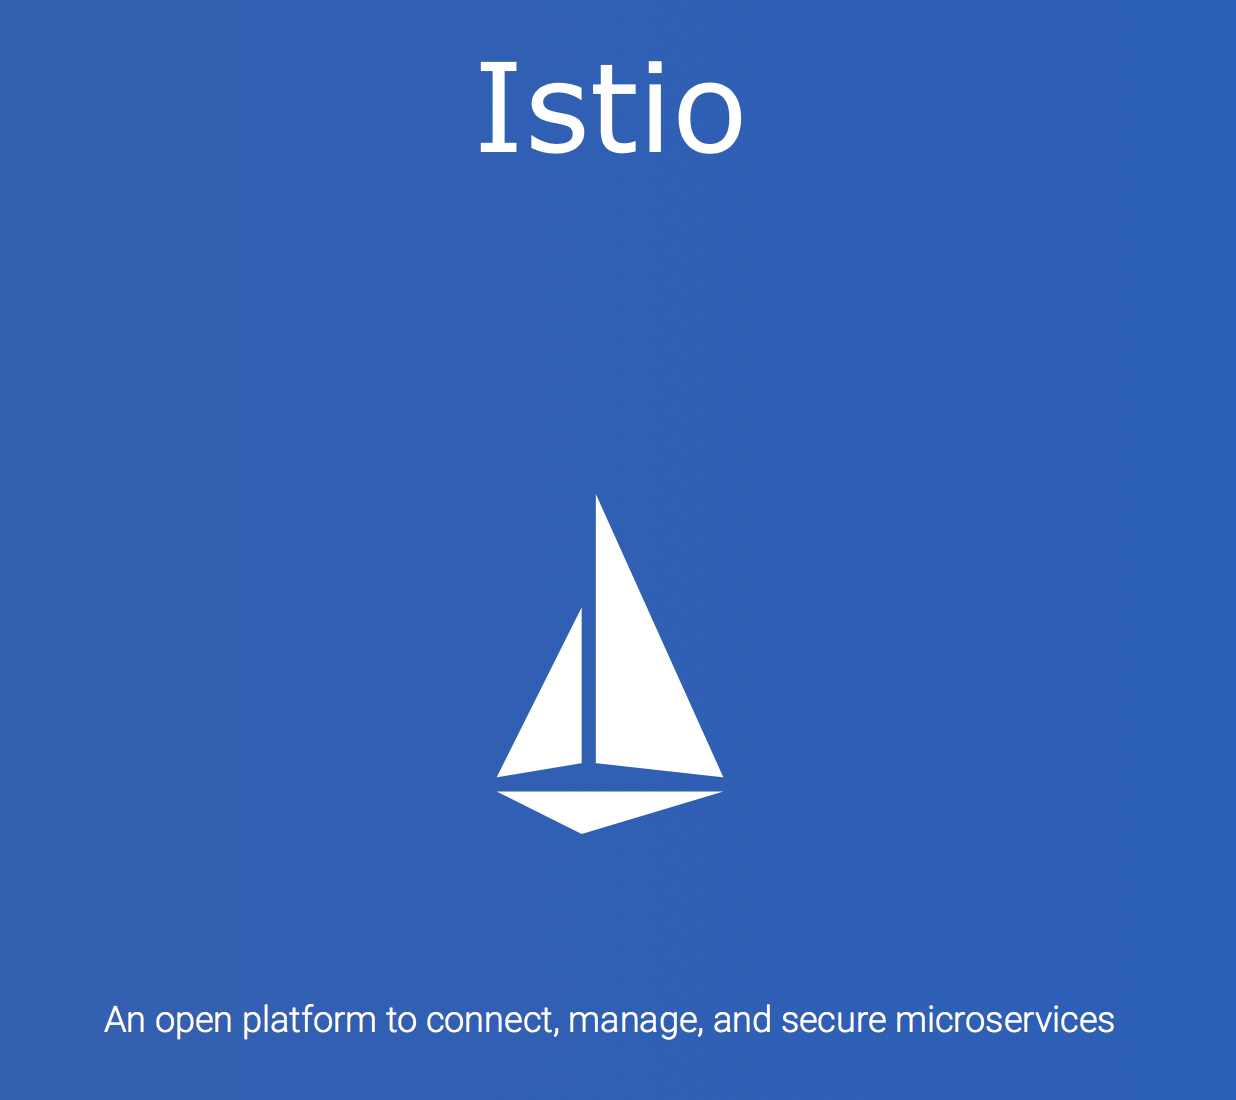 Istio
An open platform to connect, manage, and secure microservices